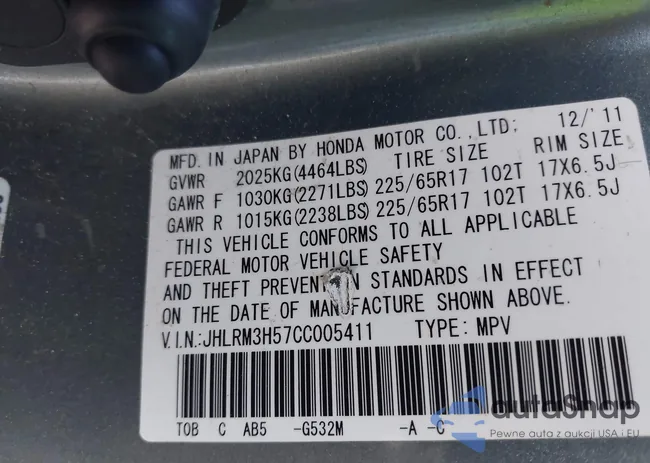 MFD. IN JAPAN BY HONDA MOTOR CO., LTD; 12/'11
GVWR 2025KG(4464LBS) TIRE SIZE RIM SIZE
GAWR F 1030KG(2271LBS) 225/65R17 102T 17X6.5J
GAWR R 1015KG(2238LBS) 225/65R17 102T 17X6.5J
THIS VEHICLE CONFORMS TO ALL APPLICABLE
FEDERAL MOTOR VEHICLE SAFETY
AND THEFT PREVENTION STANDARDS IN EFFECT
ON THE DATE OF MANUFACTURE SHOWN ABOVE.
V.I.N.:JHLRM3H57CC005411 TYPE: MPV
TOB C AB5 -G532M -A -C
autoSnap
Pewne auta z aukcji USA i EU